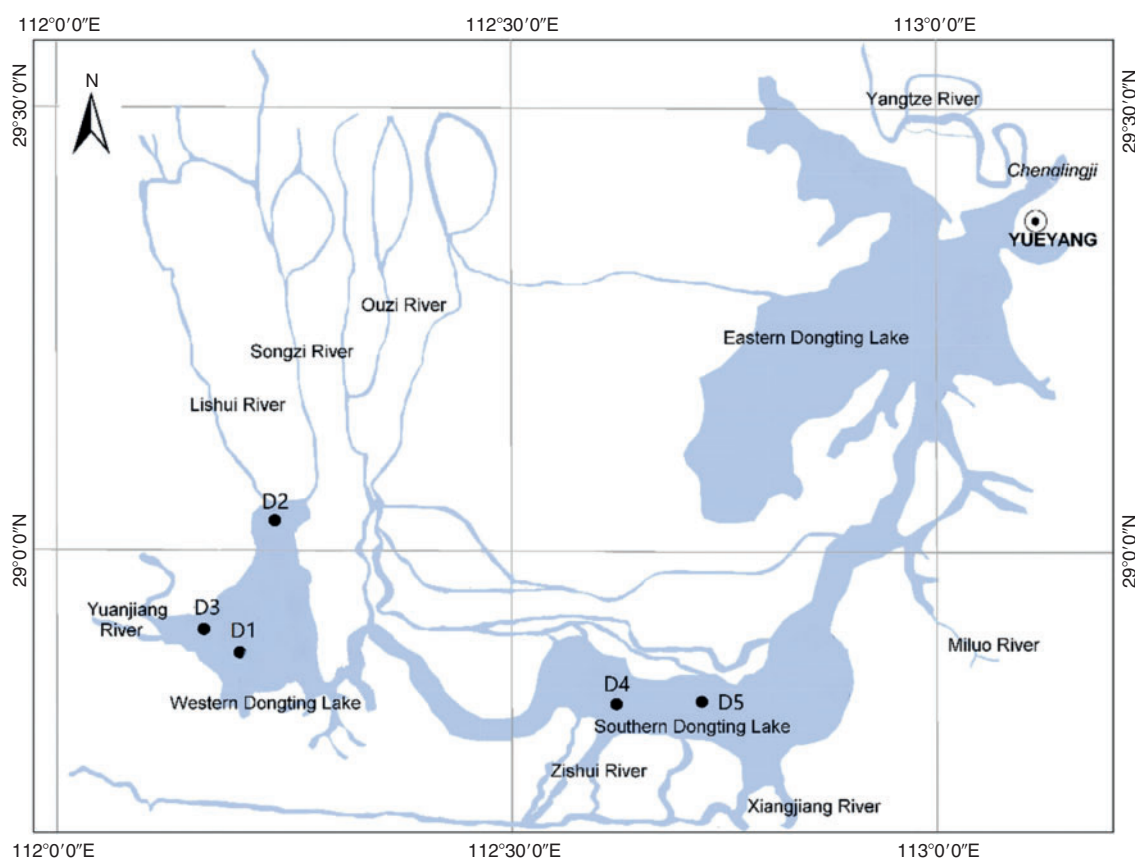 112°0′0″E
112°30′0″E
113°0′0″E
N
29°30′0″N
29°30′0″N
Yangtze River
Chenglingji
YUEYANG
Ouzi River
Eastern Dongting Lake
Songzi River
Lishui River
D2
29°0′0″N
29°0′0″N
Yuanjiang
River
D3
D1
Miluo River
Western Dongting Lake
D4
D5
Southern Dongting Lake
Zishui River
Xiangjiang River
112°0′0″E
112°30′0″E
113°0′0″E